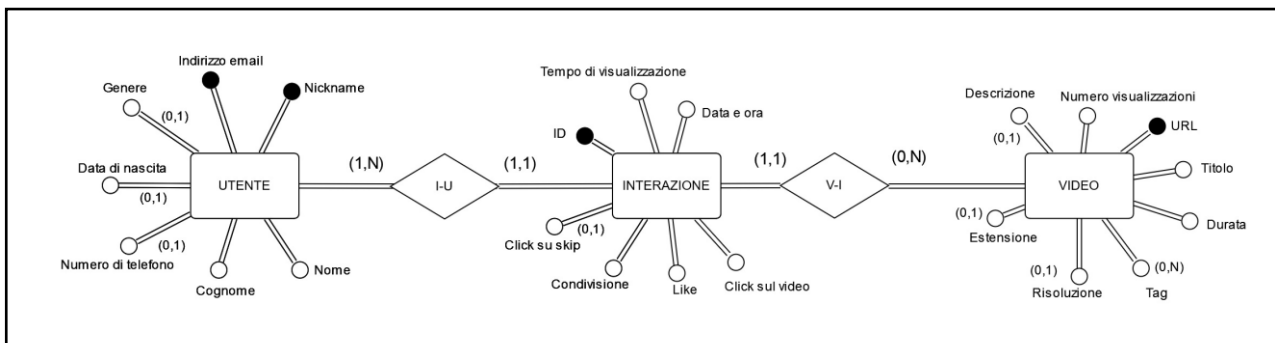 Indirizzo email
Genere
Nickname
(0,1)
Data di nascita
(0,1)
UTENTE
(0,1)
Numero di telefono
Cognome
Nome
(1,N)
I-U
(1,1)
Tempo di visualizzazione
Data e ora
ID
INTERAZIONE
Click su skip
(0,1)
Condivisione
Like
Click sul video
(1,1)
V-I
(0,N)
Descrizione
Numero visualizzazioni
(0,1)
URL
Titolo
VIDEO
(0,1)
Estensione
Durata
(0,1)
Risoluzione
(0,N)
Tag